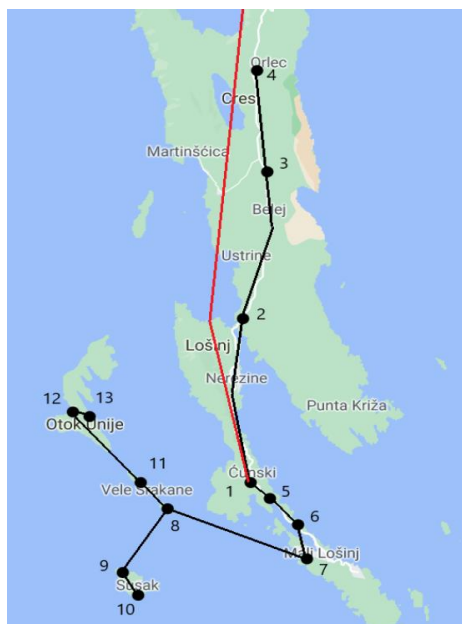 Orlec
4
Cres
Martinšćica
3
Belej
Ustrine
2
Lošinj
Nerezine
Punta Križa
12
13
Otok Unije
11
Ćunski
1
Vele Srakane
5
8
6
Mali Lošinj
7
9
Susak
10